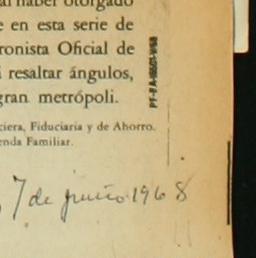 al haber otorgado
e en esta serie de
ronista Oficial de
i resaltar ángulos,
gran metrópoli.
ciera, Fiduciaria y de Ahorro.
enda Familiar.
7 de junio 1968